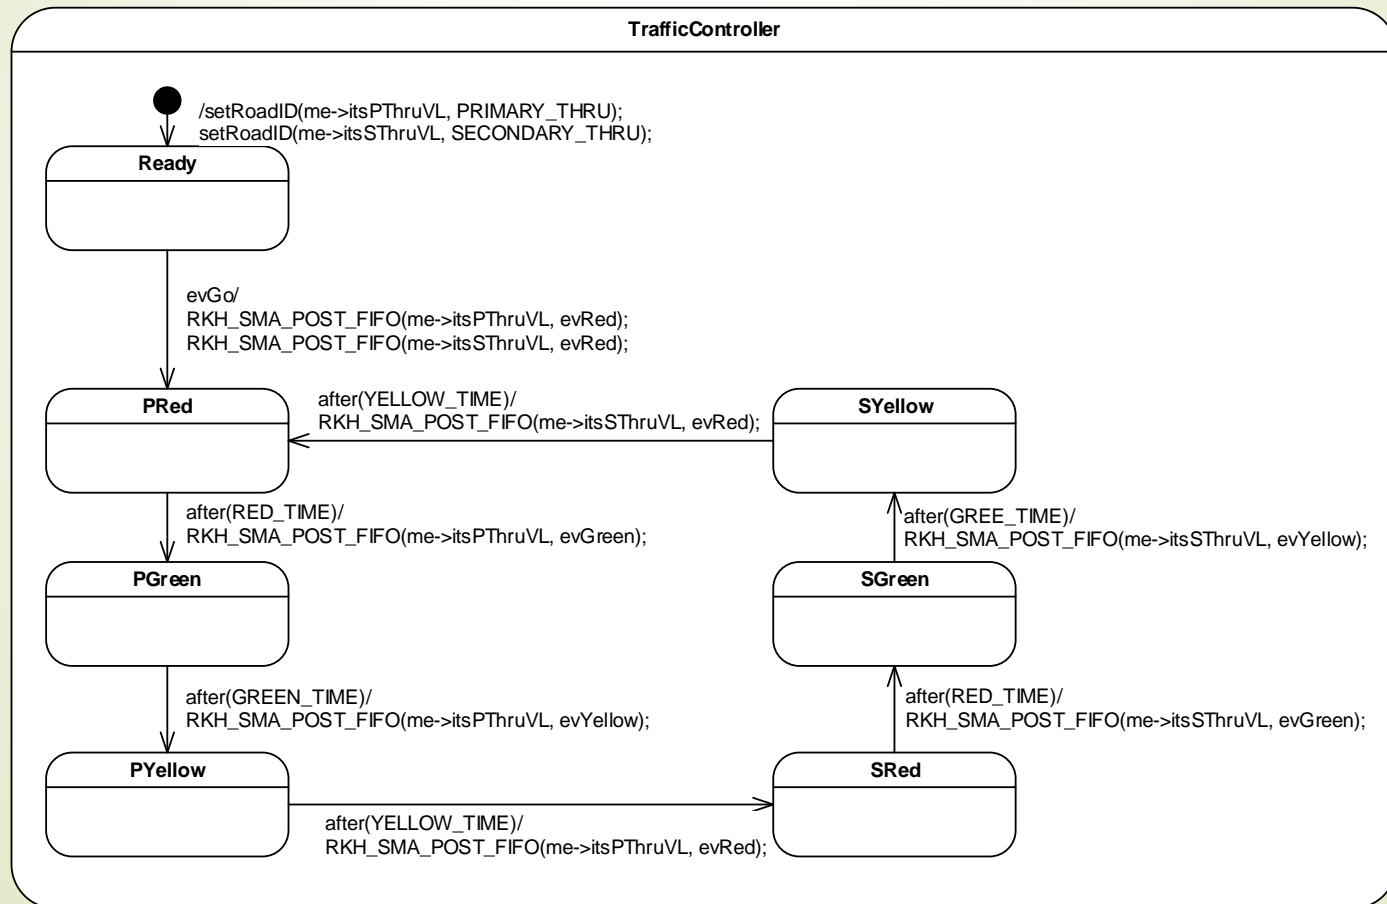 TrafficController
/setRoadID(me->itsPThruVL, PRIMARY_THRU);
setRoadID(me->itsSThruVL, SECONDARY_THRU);
Ready
evGo/
RKH_SMA_POST_FIFO(me->itsPThruVL, evRed);
RKH_SMA_POST_FIFO(me->itsSThruVL, evRed);
PRed
after(YELLOW_TIME)/
RKH_SMA_POST_FIFO(me->itsSThruVL, evRed);
SYellow
after(RED_TIME)/
RKH_SMA_POST_FIFO(me->itsPThruVL, evGreen);
after(GREE_TIME)/
RKH_SMA_POST_FIFO(me->itsSThruVL, evYellow);
PGreen
SGreen
after(GREEN_TIME)/
RKH_SMA_POST_FIFO(me->itsPThruVL, evYellow);
after(RED_TIME)/
RKH_SMA_POST_FIFO(me->itsSThruVL, evGreen);
PYellow
SRed
after(YELLOW_TIME)/
RKH_SMA_POST_FIFO(me->itsPThruVL, evRed);